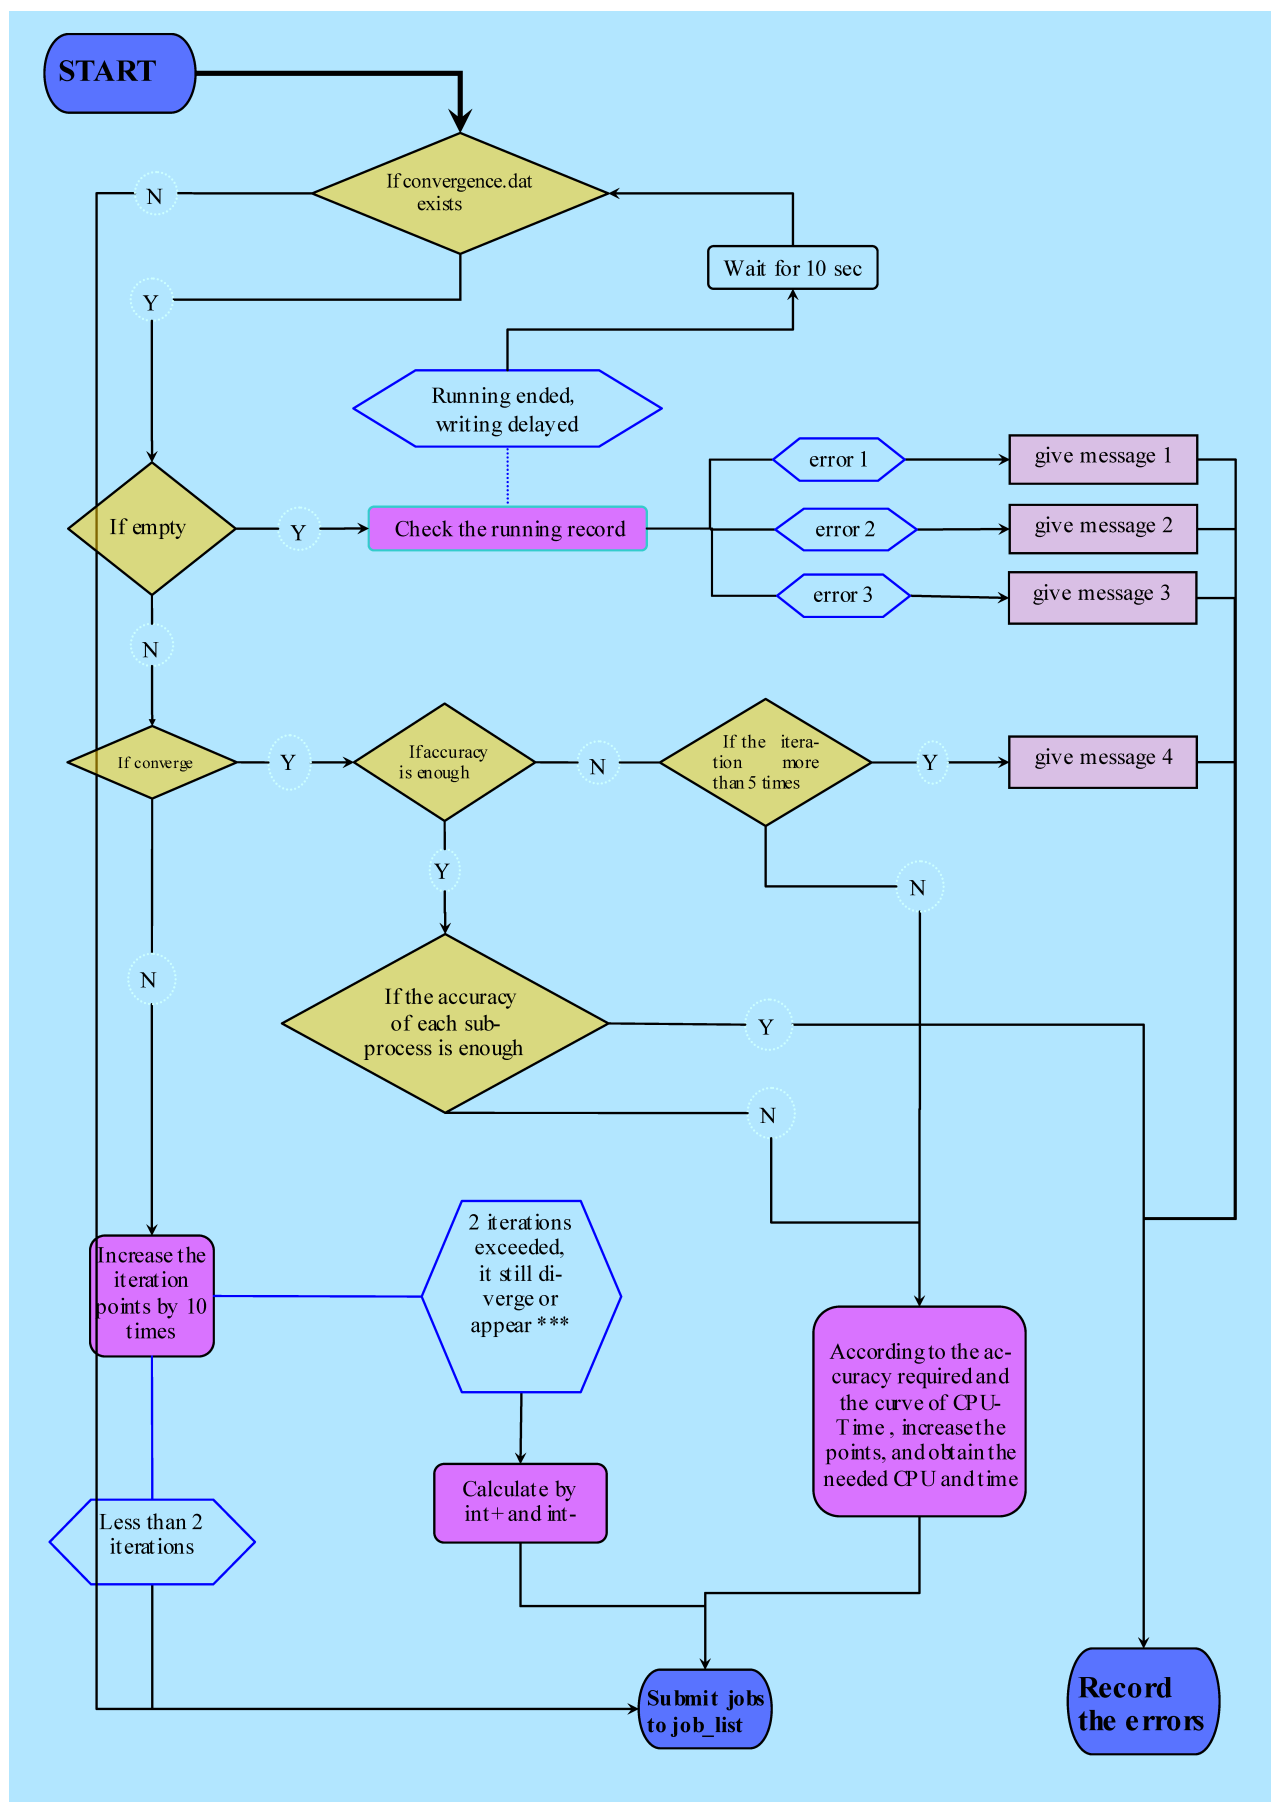 START
If convergence.dat
exists
N
Wait for 10 sec
Y
Running ended,
writing delayed
error 1
give message 1
If empty
Y
Check the running record
error 2
give message 2
error 3
give message 3
N
If converge
Y
If accuracy
is enough
N
If the itera-
tion more
than 5 times
Y
give message 4
Y
N
N
If the accuracy
of each sub-
process is enough
Y
N
2 iterations
exceeded,
it still di-
verge or
appear ***
Increase the
iteration
points by 10
times
According to the ac-
curacy required and
the curve of CPU-
Time , increase the
points, and obtain the
needed CPU and time
Calculate by
int+ and int-
Less than 2
iterations
Submit jobs
to job_list
Record
the errors